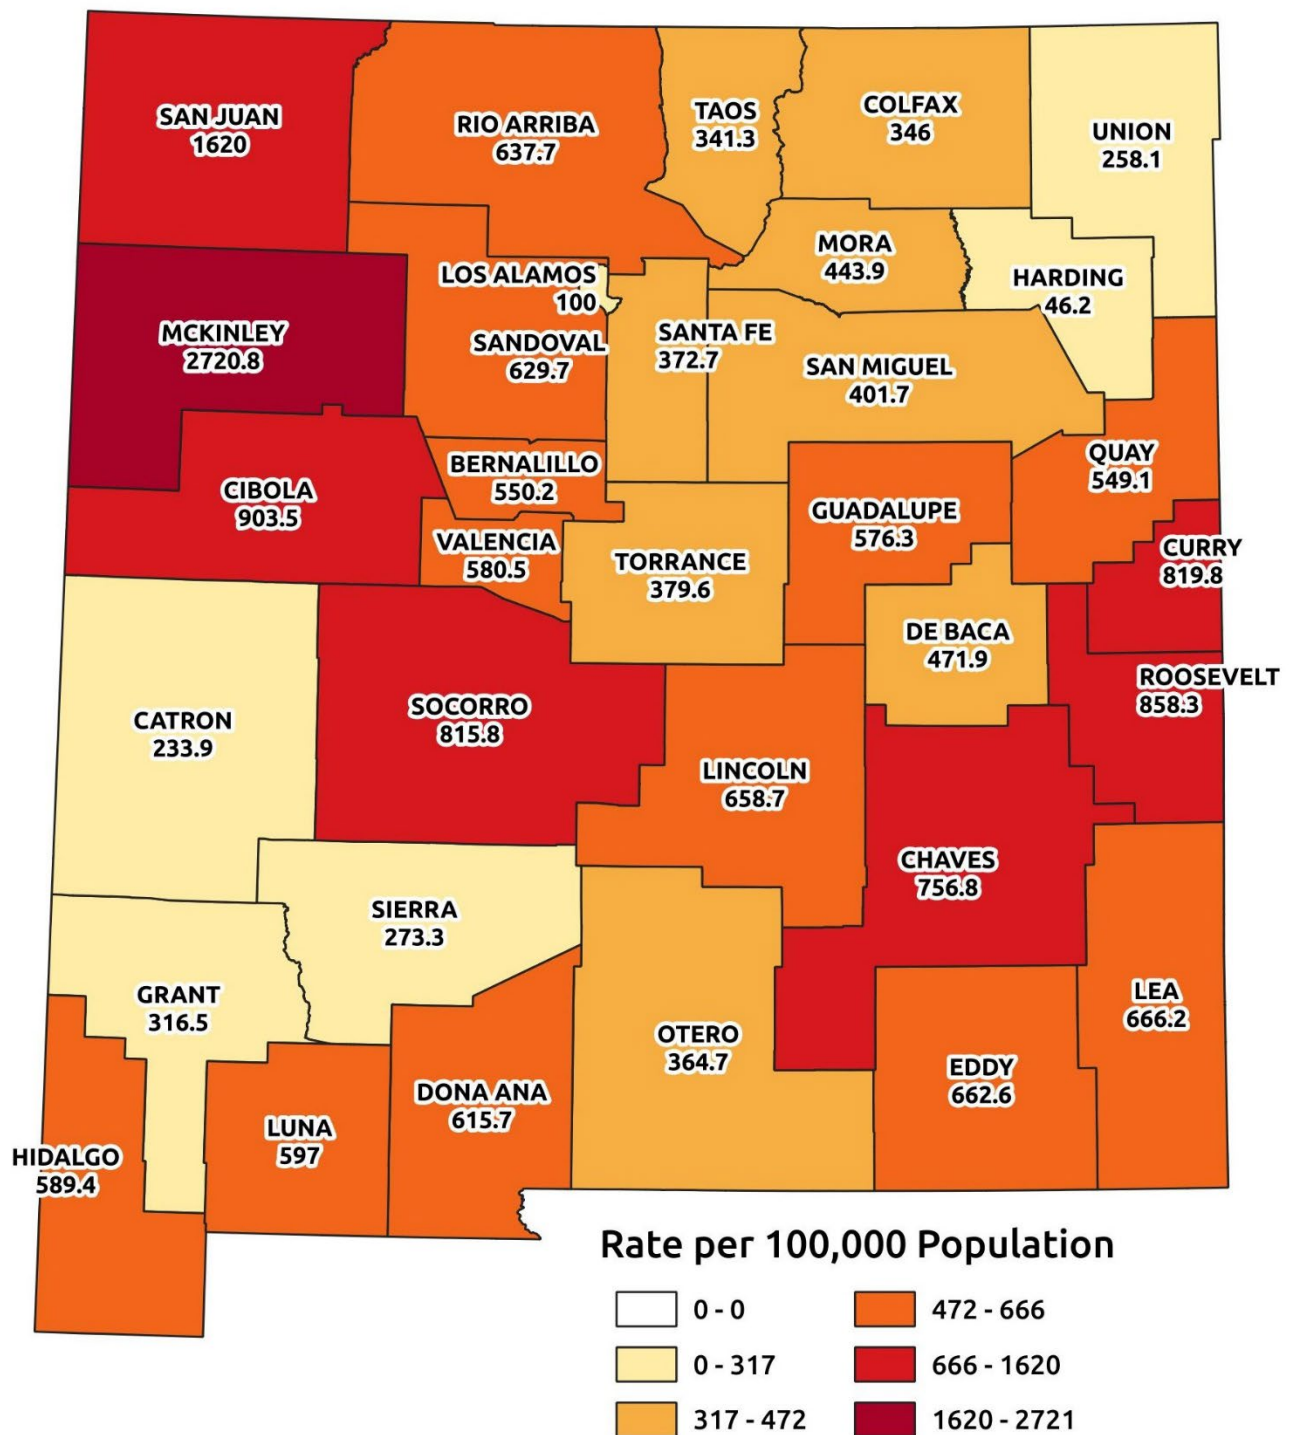 SAN JUAN
1620
RIO ARRIBA
637.7
TAOS
341.3
COLFAX
346
UNION
258.1
MORA
443.9
HARDING
46.2
LOS ALAMOS
100
MCKINLEY
2720.8
SANDOVAL
629.7
SANTA FE
372.7
SAN MIGUEL
401.7
QUAY
549.1
BERNALILLO
550.2
CIBOLA
903.5
GUADALUPE
576.3
VALENCIA
580.5
TORRANCE
379.6
CURRY
819.8
DE BACA
471.9
ROOSEVELT
858.3
CATRON
233.9
SOCORRO
815.8
LINCOLN
658.7
CHAVES
756.8
SIERRA
273.3
GRANT
316.5
LEA
666.2
OTERO
364.7
EDDY
662.6
DONA ANA
615.7
LUNA
597
HIDALGO
589.4
Rate per 100,000 Population
0 - 0
472 - 666
0 - 317
666 - 1620
317 - 472
1620 - 2721